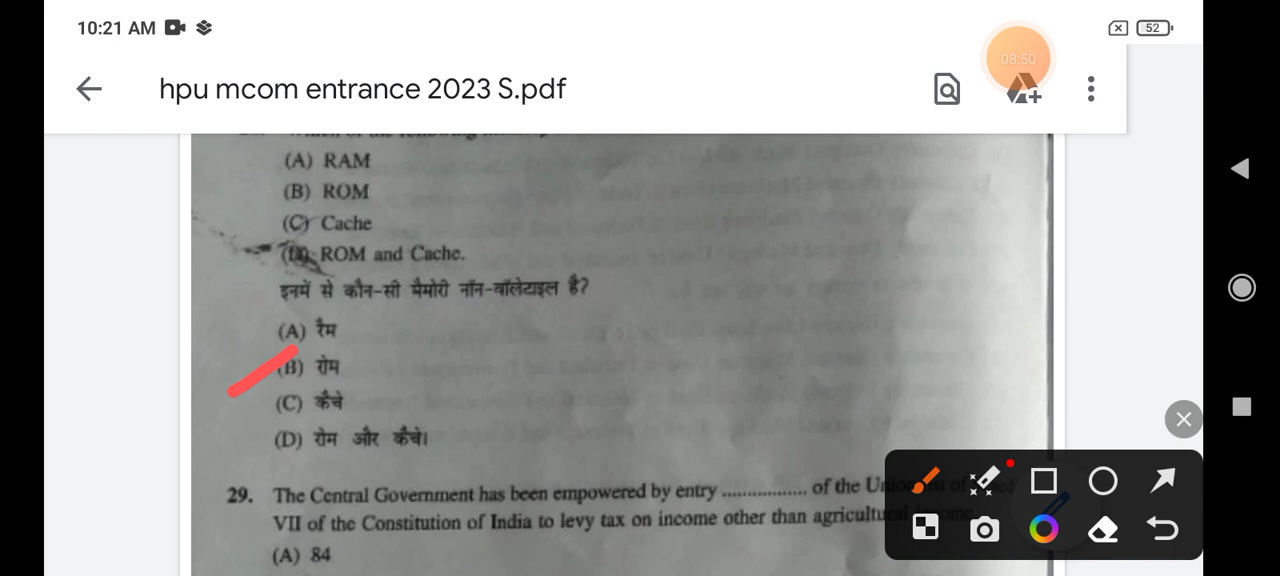 10:21 AM
52
08:50
hpu mcom entrance 2023 S.pdf
(A) RAM
(B) ROM
(C) Cache
(D) ROM and Cache.
इनमें से कौन-सी मैमोरी नॉन-वॉलेटाइल है?
(A) रैम
(B) रोम
(C) कैचे
(D) रोम और कैचे।
29. The Central Government has been empowered by entry ................. of the
VII of the Constitution of India to levy tax on income other than agricultural
(A) 84